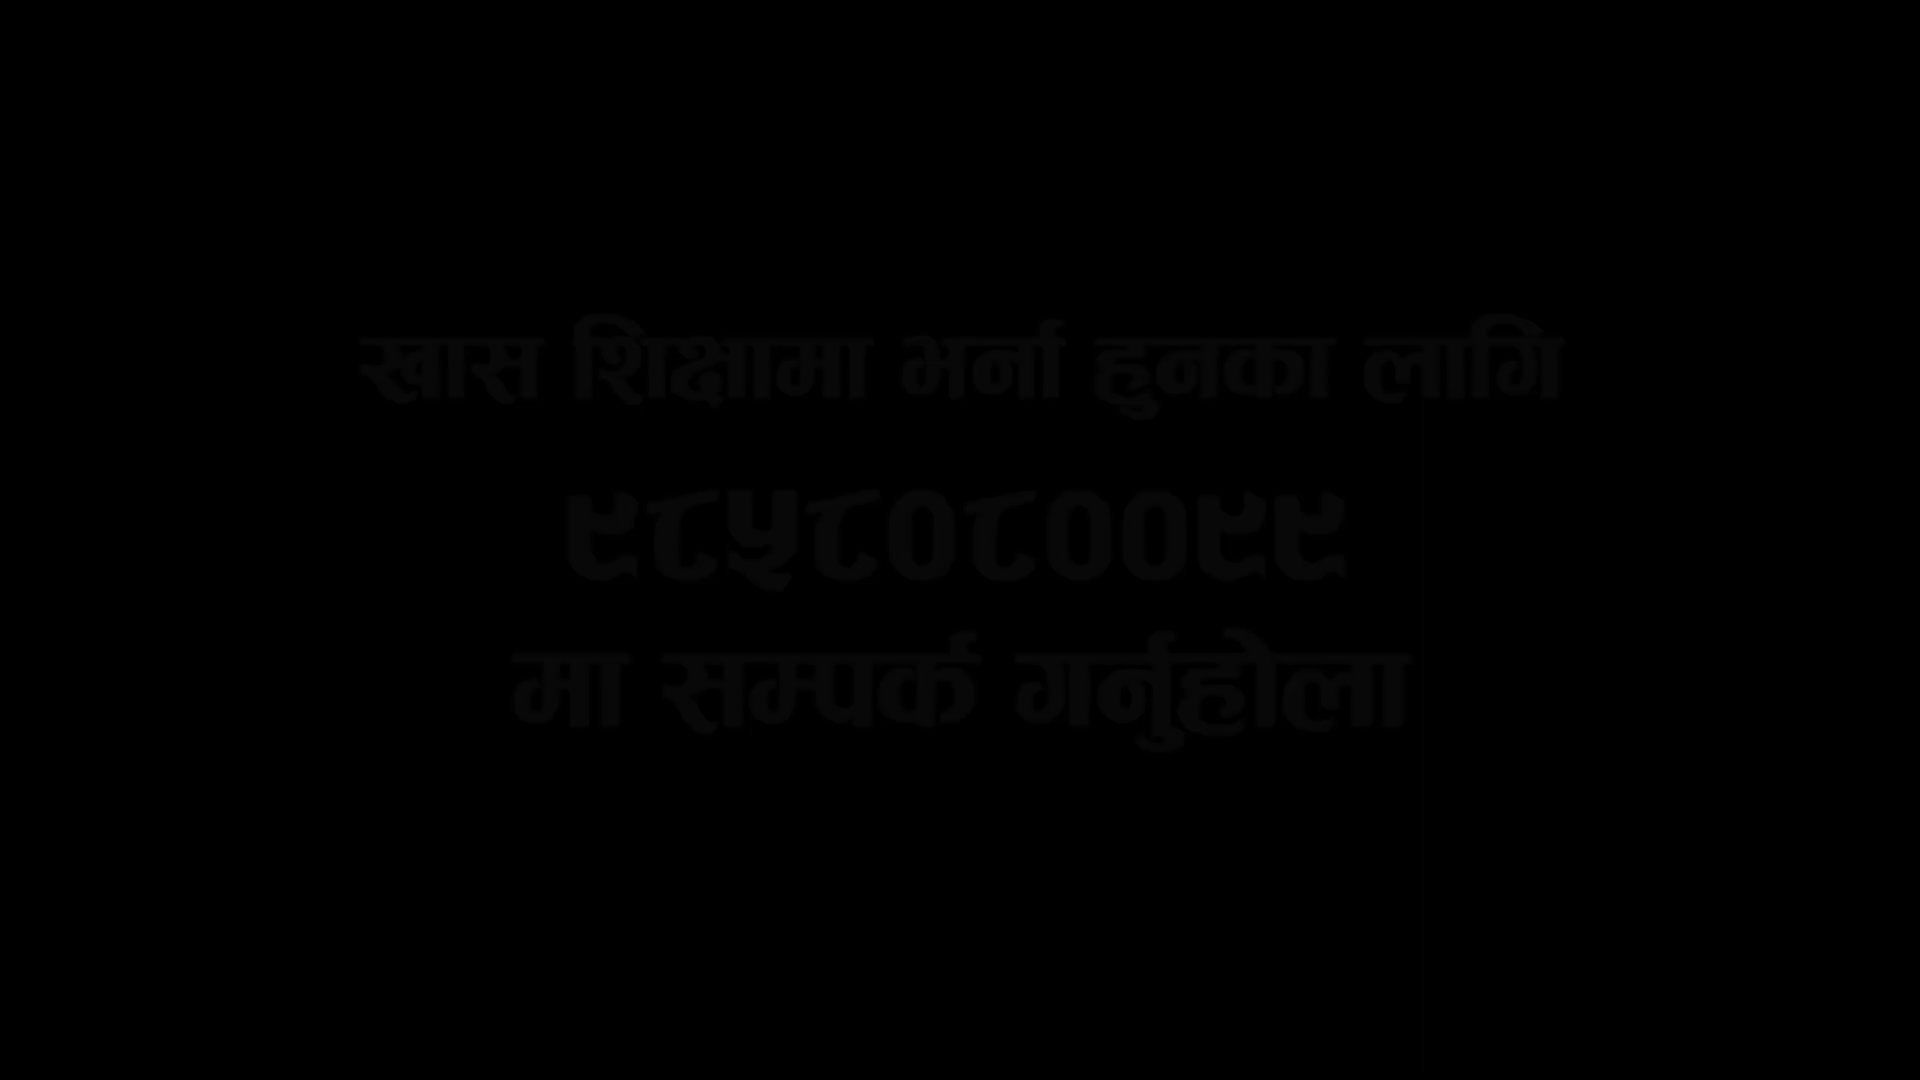 खास शिक्षामा भर्ना हुनका लागि
९८५८०८००९९
मा सम्पर्क गर्नुहोला